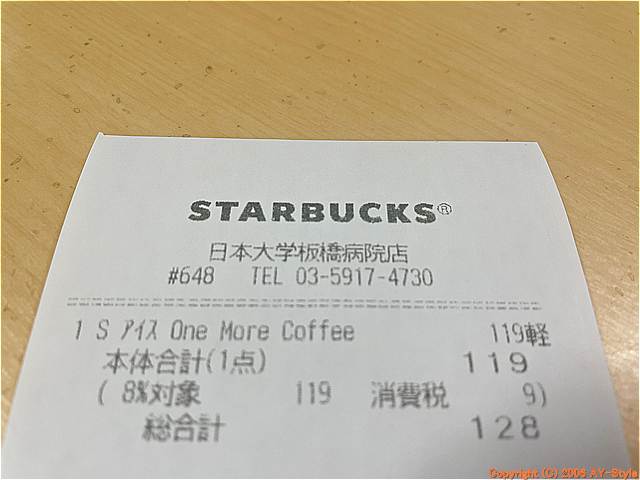 STARBUCKS®
日本大学板橋病院店
#648 TEL 03-5917-4730
1 S アイス One More Coffee 119軽
本体合計(1点) 119
( 8%対象 119 消費税 9)
総合計 128
Copyright (C) 2006 AY-Style